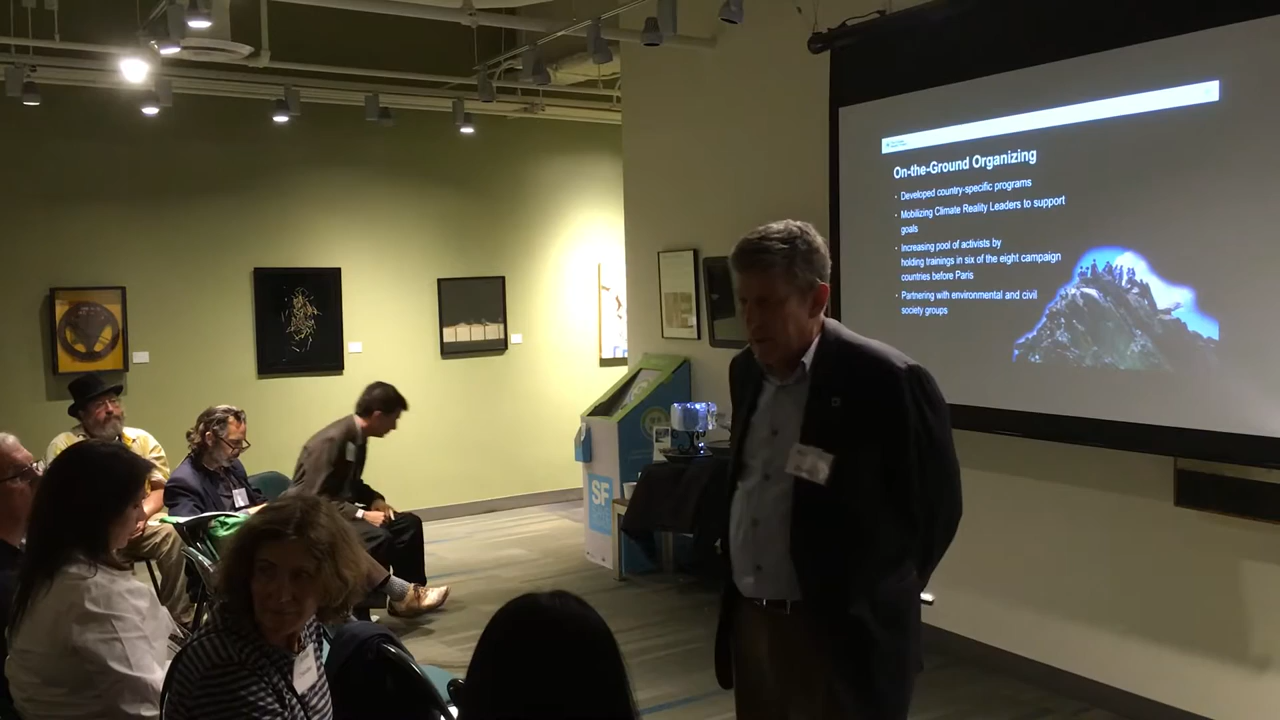 On-the-Ground Organizing
· Developed country-specific programs
· Mobilizing Climate Reality Leaders to support
goals
· Increasing pool of activists by
holding trainings in six of the eight campaign
countries before Paris
· Partnering with environmental and civil
society groups
SF